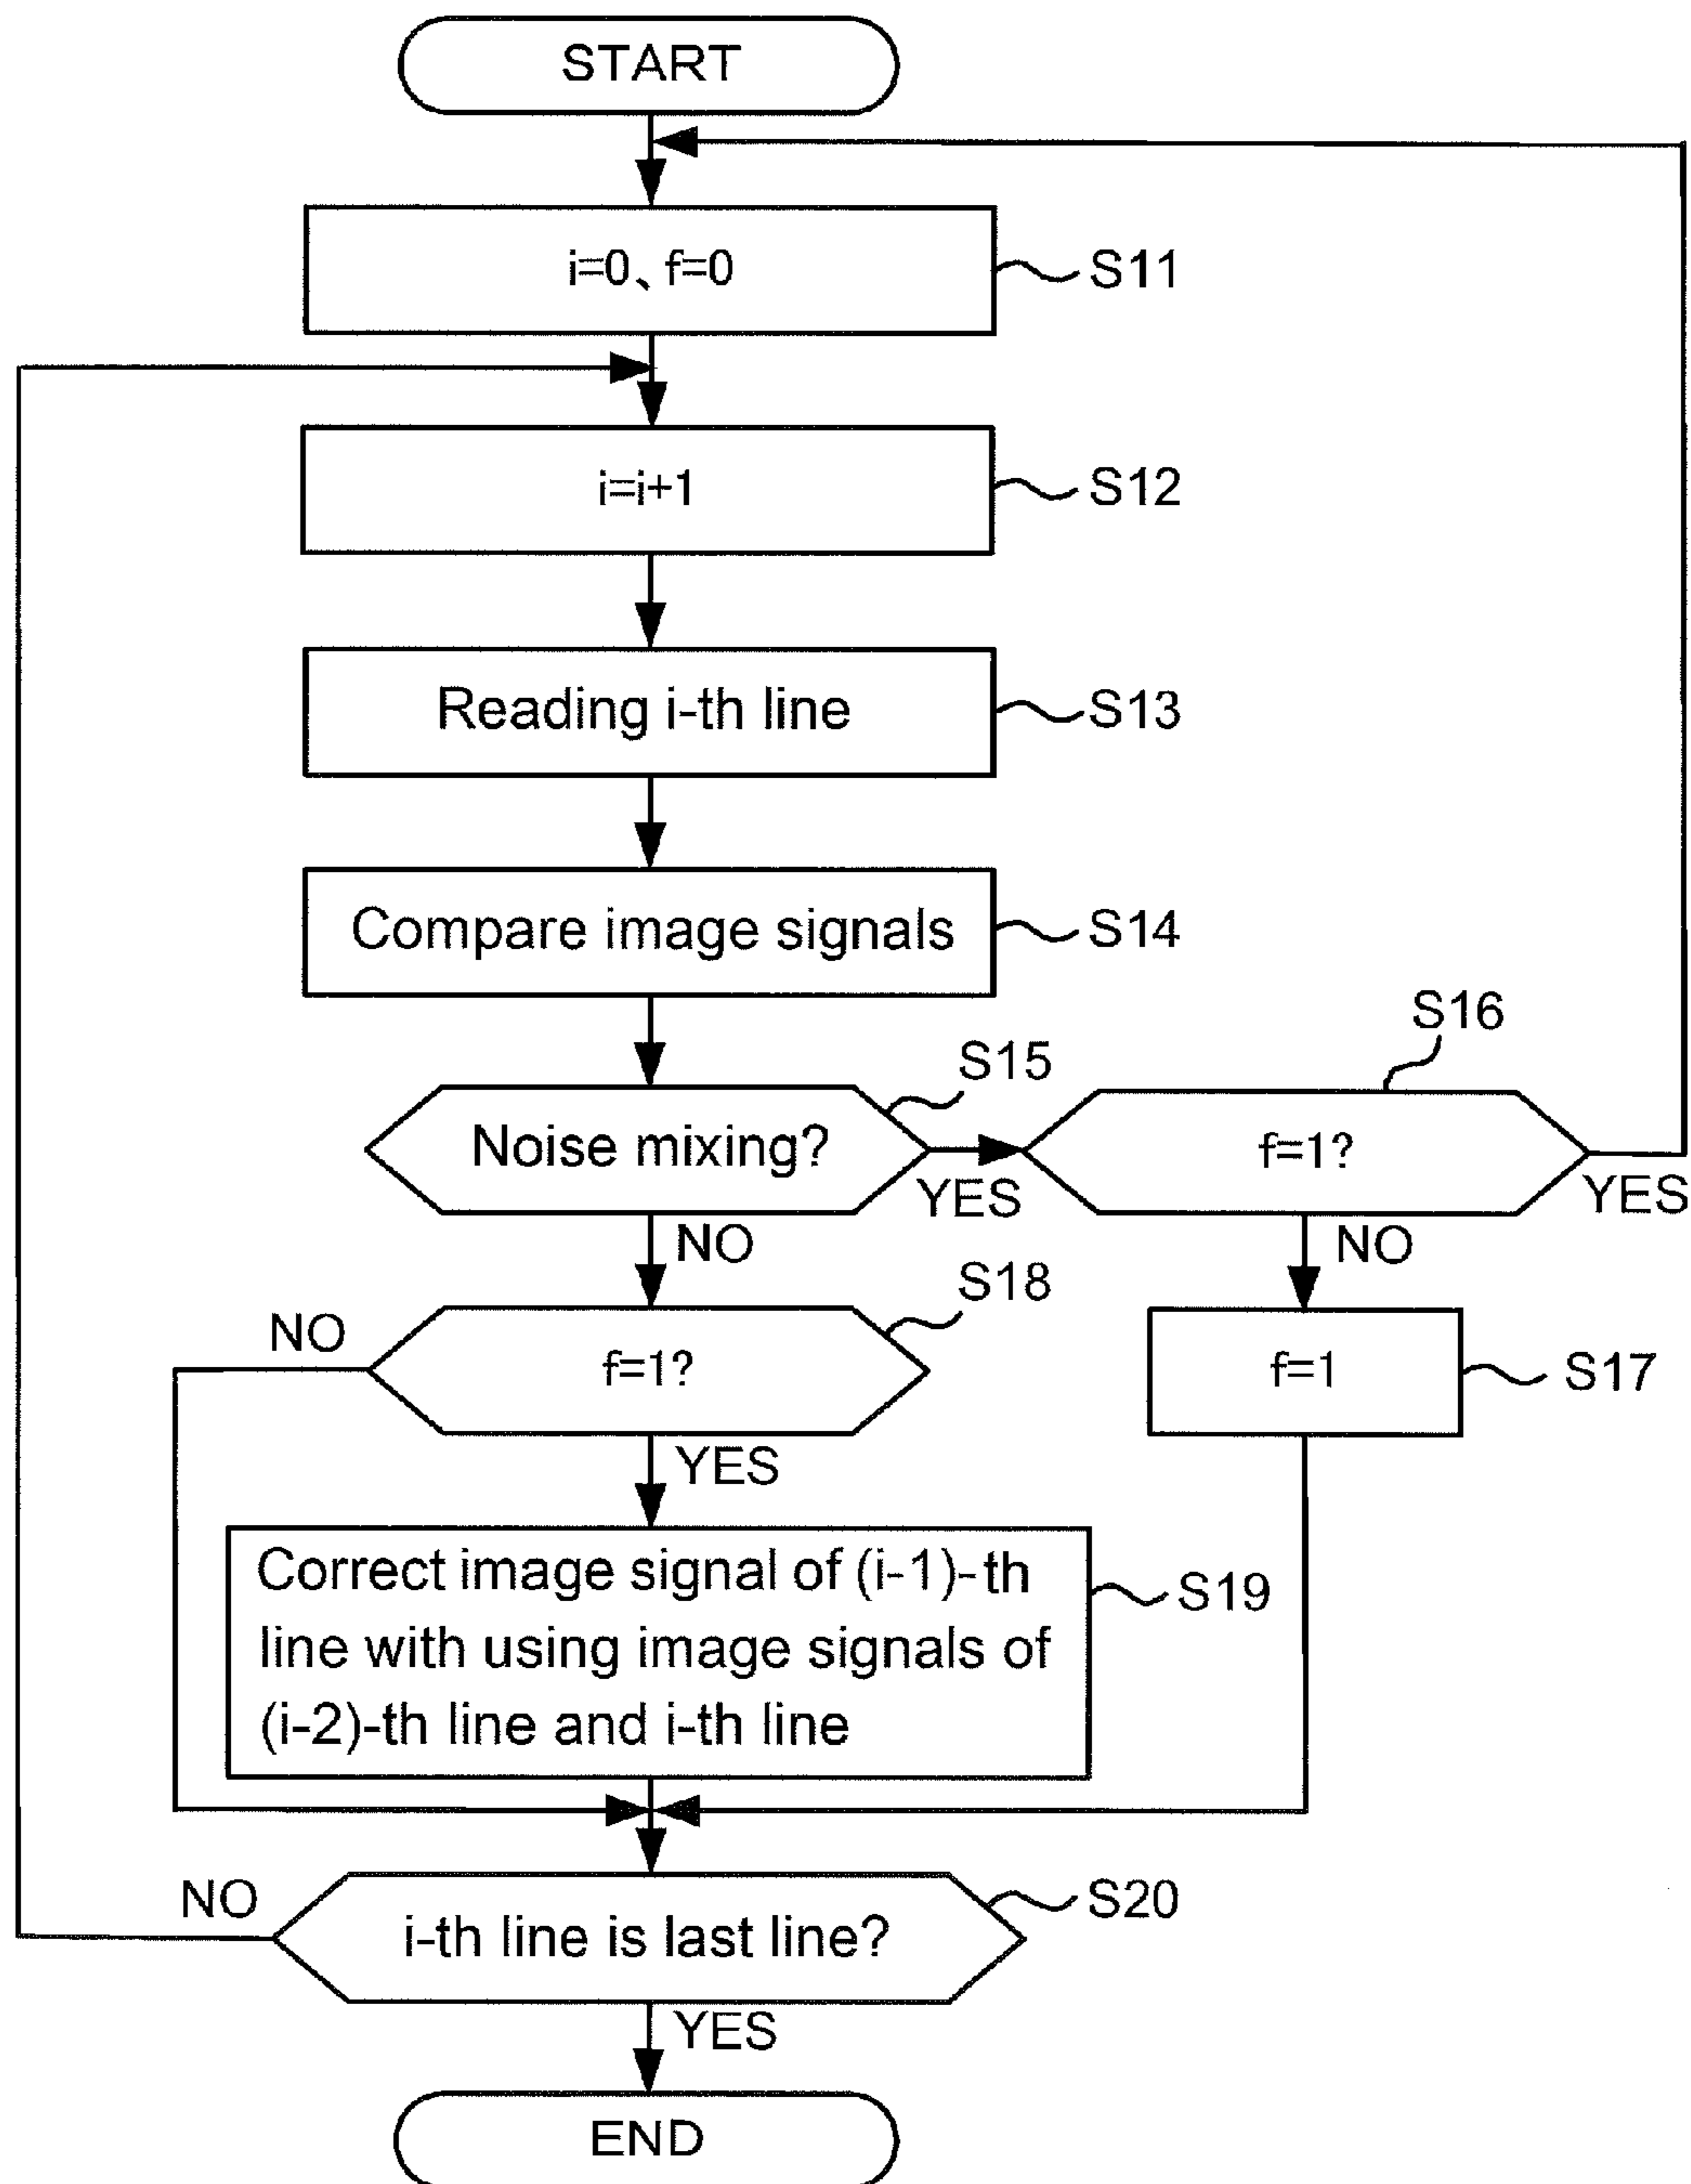 START
i=0、f=0
S11
i=i+1
S12
Reading i-th line
S13
Compare image signals
S14
S16
S15
Noise mixing?
f=1?
YES
YES
NO
NO
S18
NO
f=1?
f=1
S17
YES
Correct image signal of (i-1)-th
line with using image signals of
(i-2)-th line and i-th line
S19
NO
S20
i-th line is last line?
YES
END